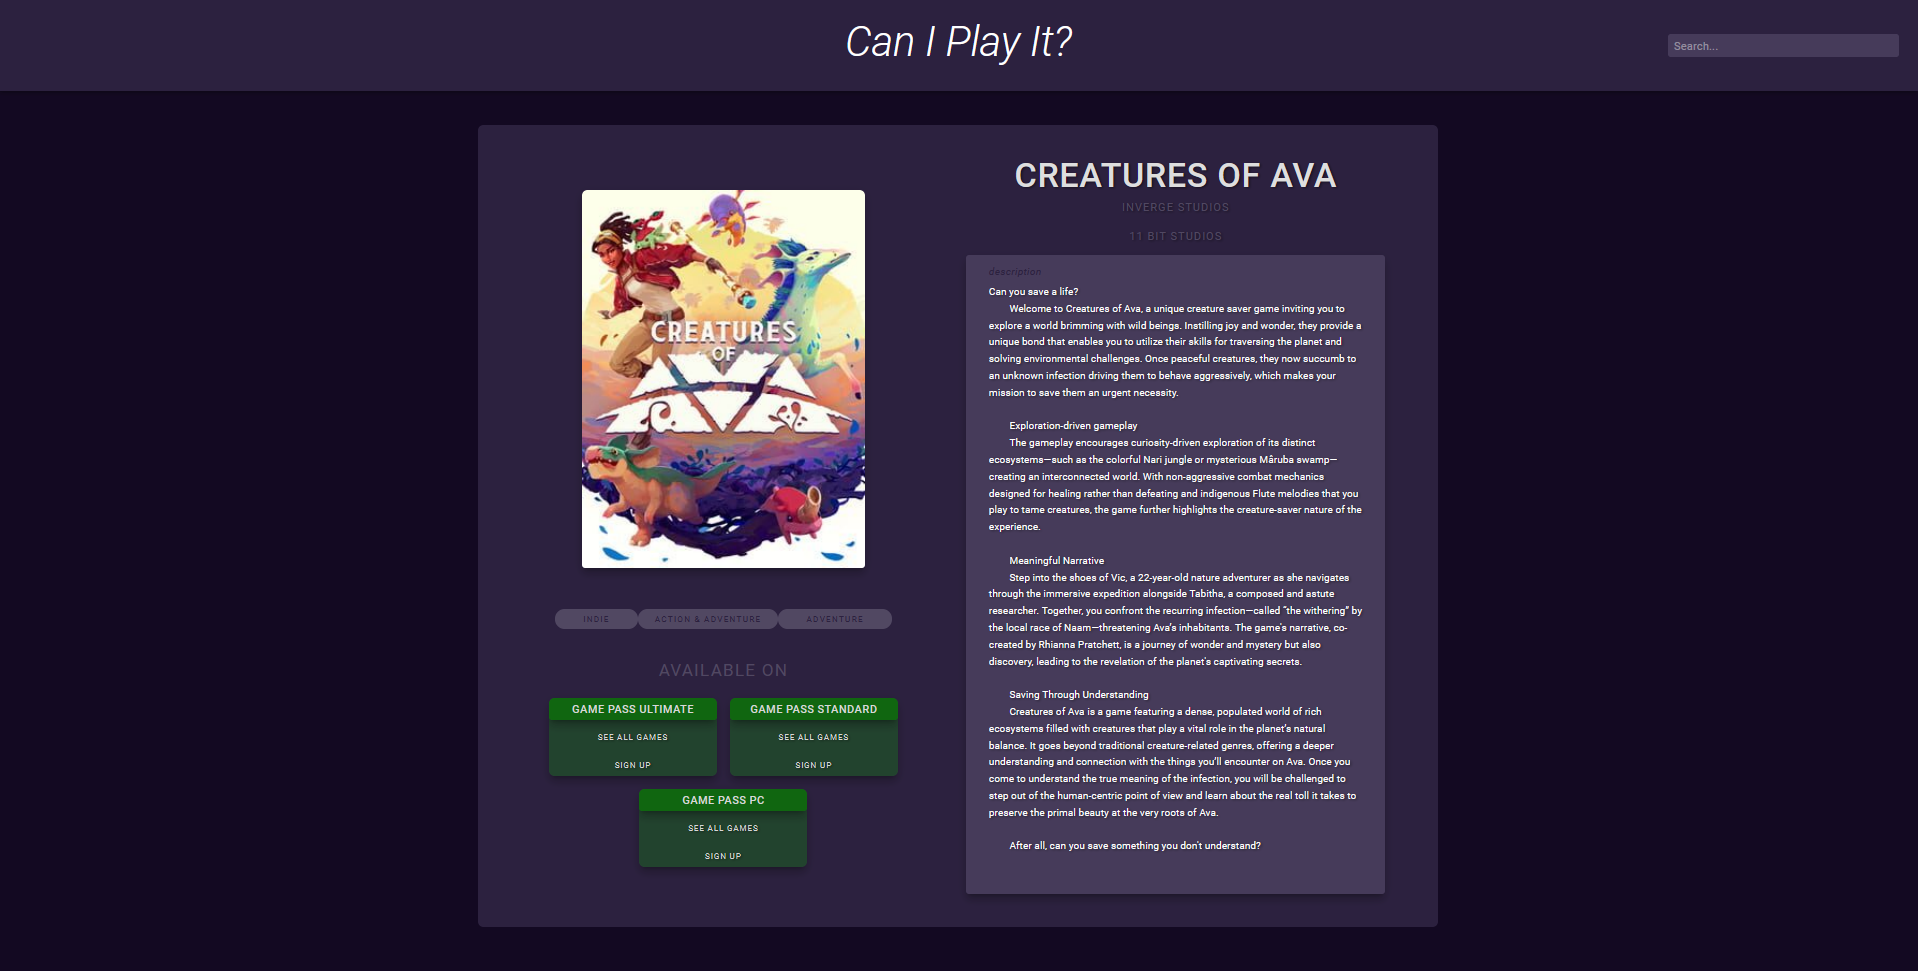 Can I Play It?
Search...
CREATURES
OF
AVA
INDIE
ACTION & ADVENTURE
ADVENTURE
AVAILABLE ON
GAME PASS ULTIMATE
SEE ALL GAMES
SIGN UP
GAME PASS STANDARD
SEE ALL GAMES
SIGN UP
GAME PASS PC
SEE ALL GAMES
SIGN UP
CREATURES OF AVA
INVERGE STUDIOS
11 BIT STUDIOS
description
Can you save a life?
Welcome to Creatures of Ava, a unique creature saver game inviting you to
explore a world brimming with wild beings. Instilling joy and wonder, they provide a
unique bond that enables you to utilize their skills for traversing the planet and
solving environmental challenges. Once peaceful creatures, they now succumb to
an unknown infection driving them to behave aggressively, which makes your
mission to save them an urgent necessity.
Exploration-driven gameplay
The gameplay encourages curiosity-driven exploration of its distinct
ecosystems—such as the colorful Nari jungle or mysterious Mâruba swamp—
creating an interconnected world. With non-aggressive combat mechanics
designed for healing rather than defeating and indigenous Flute melodies that you
play to tame creatures, the game further highlights the creature-saver nature of the
experience.
Meaningful Narrative
Step into the shoes of Vic, a 22-year-old nature adventurer as she navigates
through the immersive expedition alongside Tabitha, a composed and astute
researcher. Together, you confront the recurring infection—called “the withering” by
the local race of Naam—threatening Ava’s inhabitants. The game's narrative, co-
created by Rhianna Pratchett, is a journey of wonder and mystery but also
discovery, leading to the revelation of the planet's captivating secrets.
Saving Through Understanding
Creatures of Ava is a game featuring a dense, populated world of rich
ecosystems filled with creatures that play a vital role in the planet’s natural
balance. It goes beyond traditional creature-related genres, offering a deeper
understanding and connection with the things you’ll encounter on Ava. Once you
come to understand the true meaning of the infection, you will be challenged to
step out of the human-centric point of view and learn about the real toll it takes to
preserve the primal beauty at the very roots of Ava.
After all, can you save something you don't understand?